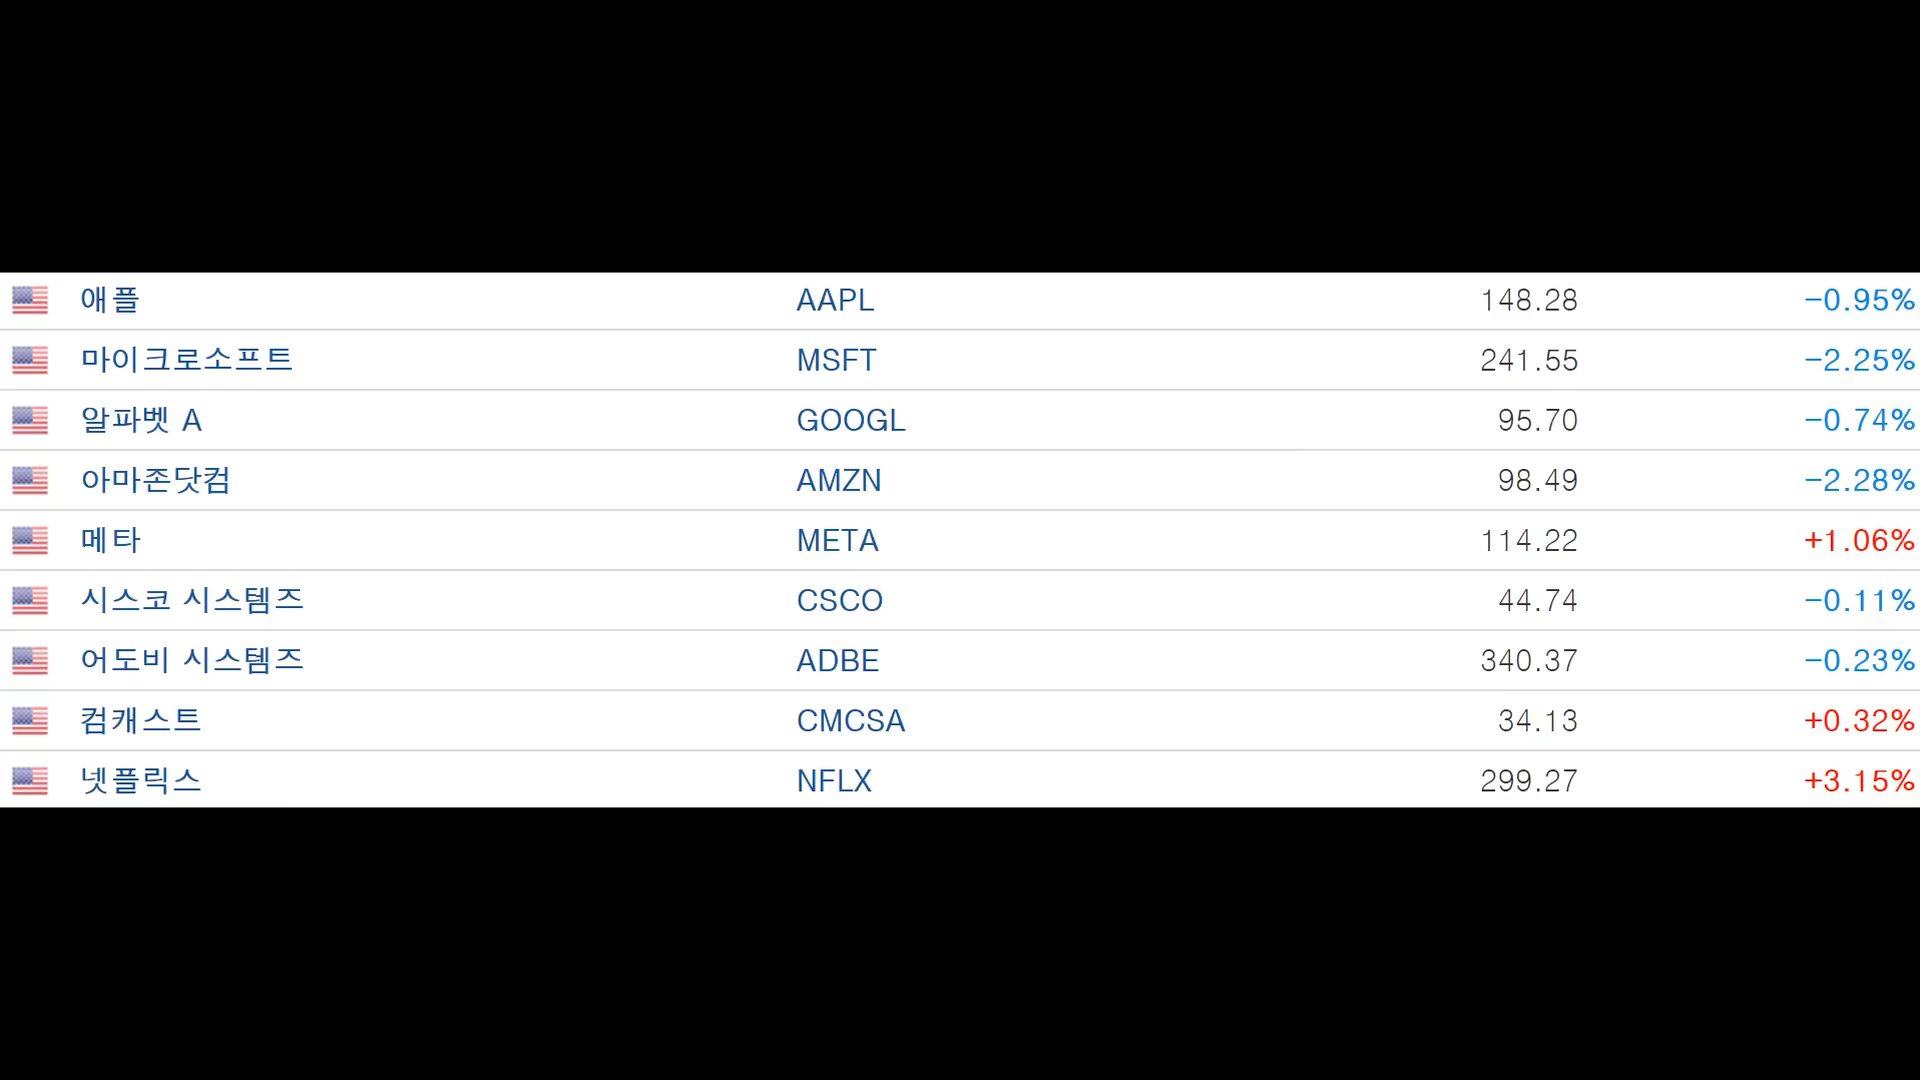 애플 AAPL 148.28 -0.95%
마이크로소프트 MSFT 241.55 -2.25%
알파벳 A GOOGL 95.70 -0.74%
아마존닷컴 AMZN 98.49 -2.28%
메타 META 114.22 +1.06%
시스코 시스템즈 CSCO 44.74 -0.11%
어도비 시스템즈 ADBE 340.37 -0.23%
컴캐스트 CMCSA 34.13 +0.32%
넷플릭스 NFLX 299.27 +3.15%